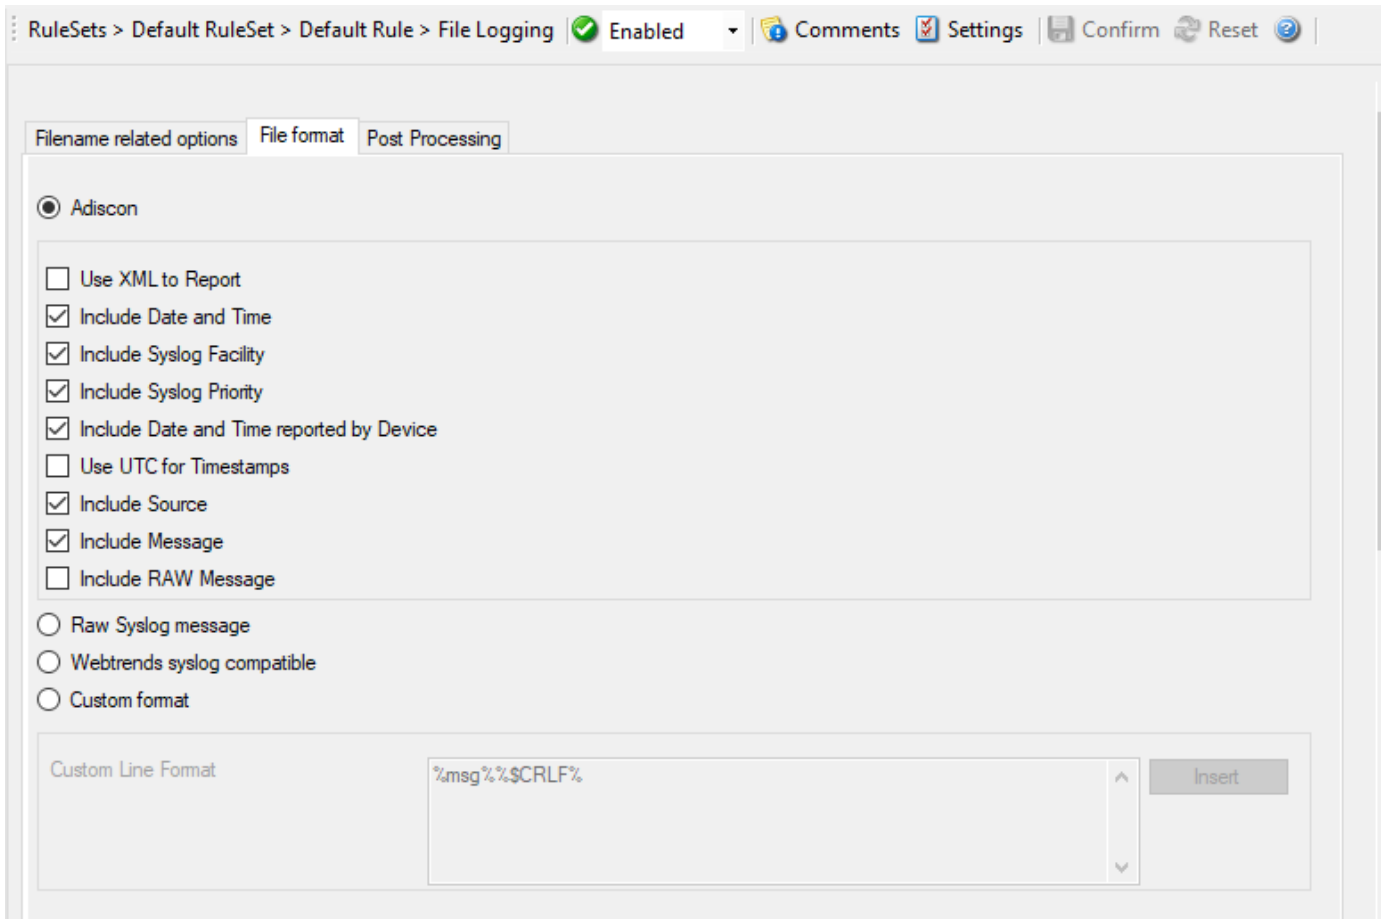 RuleSets > Default RuleSet > Default Rule > File Logging Enabled Comments Settings Confirm Reset
Filename related options File format Post Processing
Adiscon
Use XML to Report
Include Date and Time
Include Syslog Facility
Include Syslog Priority
Include Date and Time reported by Device
Use UTC for Timestamps
Include Source
Include Message
Include RAW Message
Raw Syslog message
Webtrends syslog compatible
Custom format
Custom Line Format %msg%%$CRLF% Insert